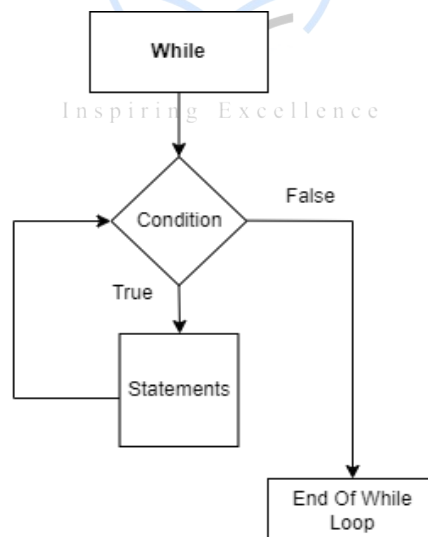 While
Inspiring Excellence
Condition
False
True
Statements
End Of While
Loop